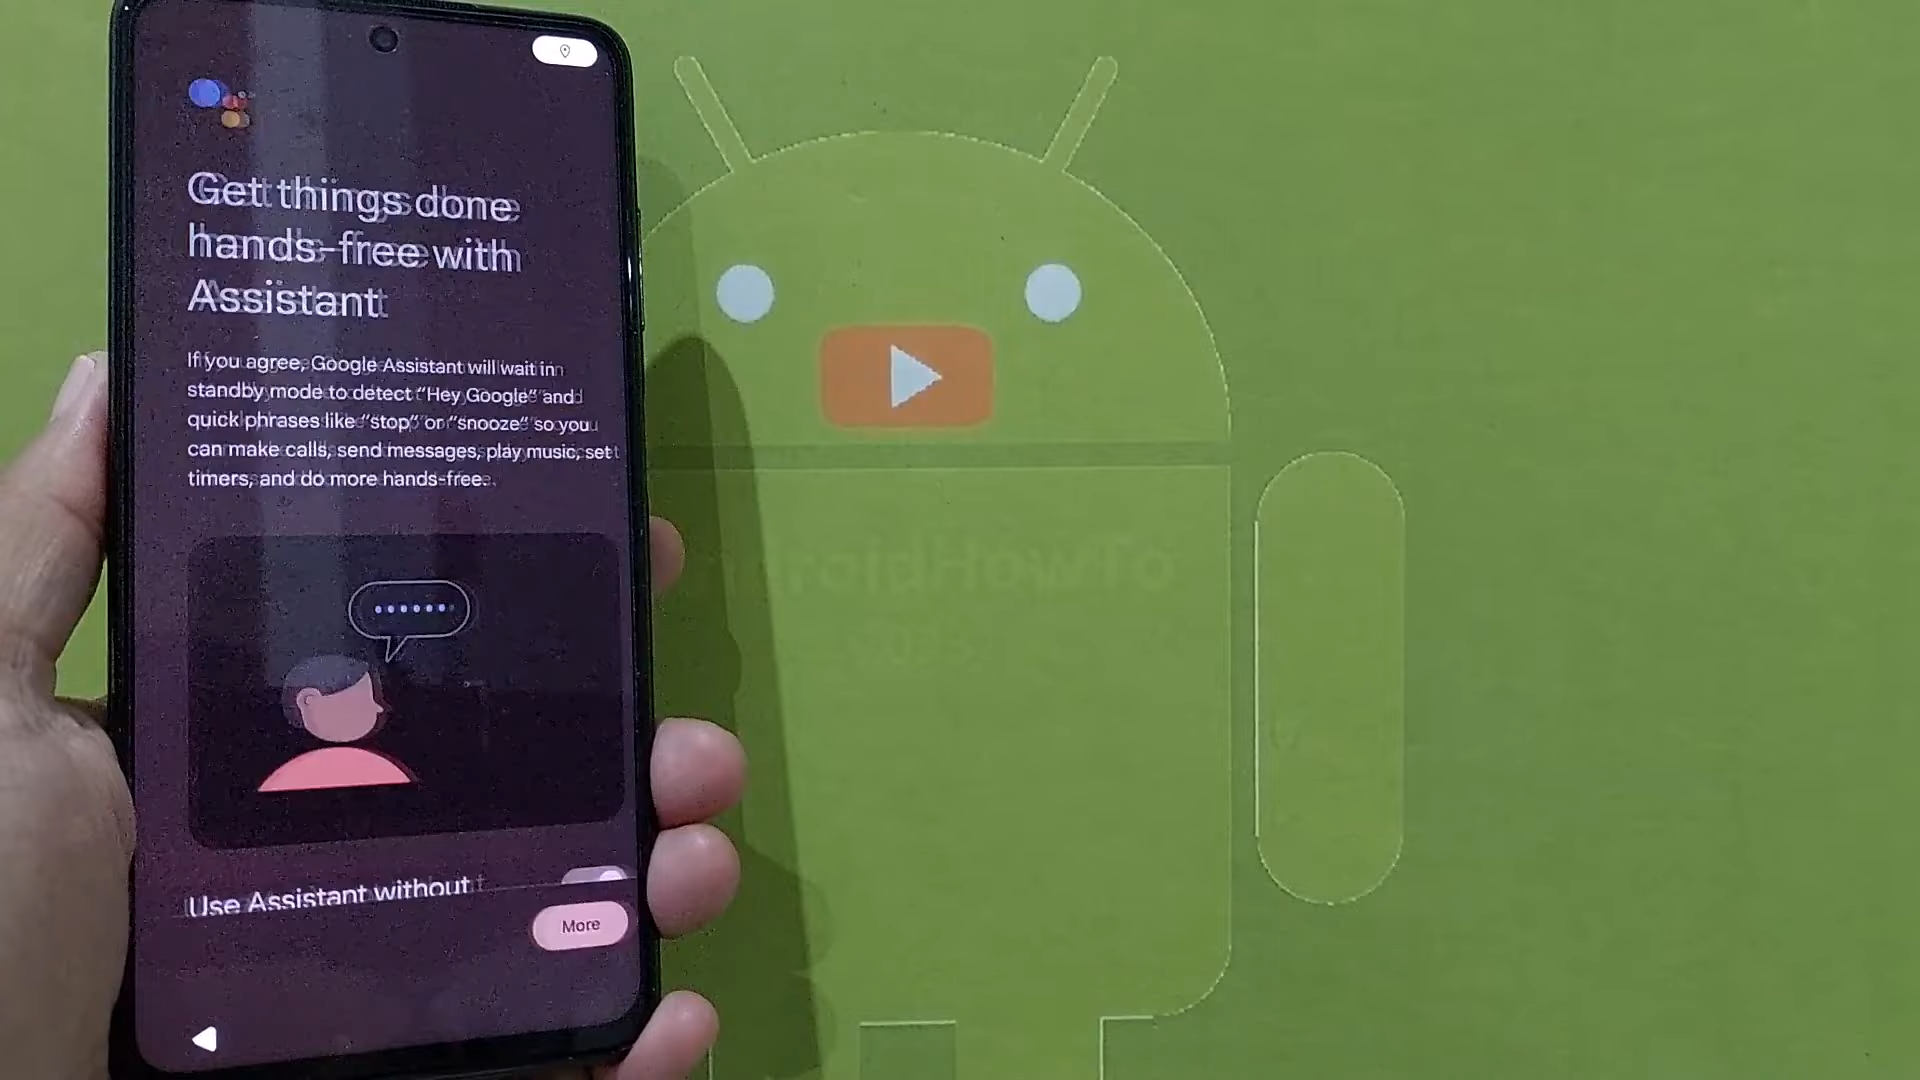 Get things done
hands-free with
Assistant
If you agree, Google Assistant will wait in
standby mode to detect “Hey Google” and
quick phrases like “stop” or “snooze” so you
can make calls, send messages, play music, set
timers, and do more hands-free.
Use Assistant without
More
roidHowTo